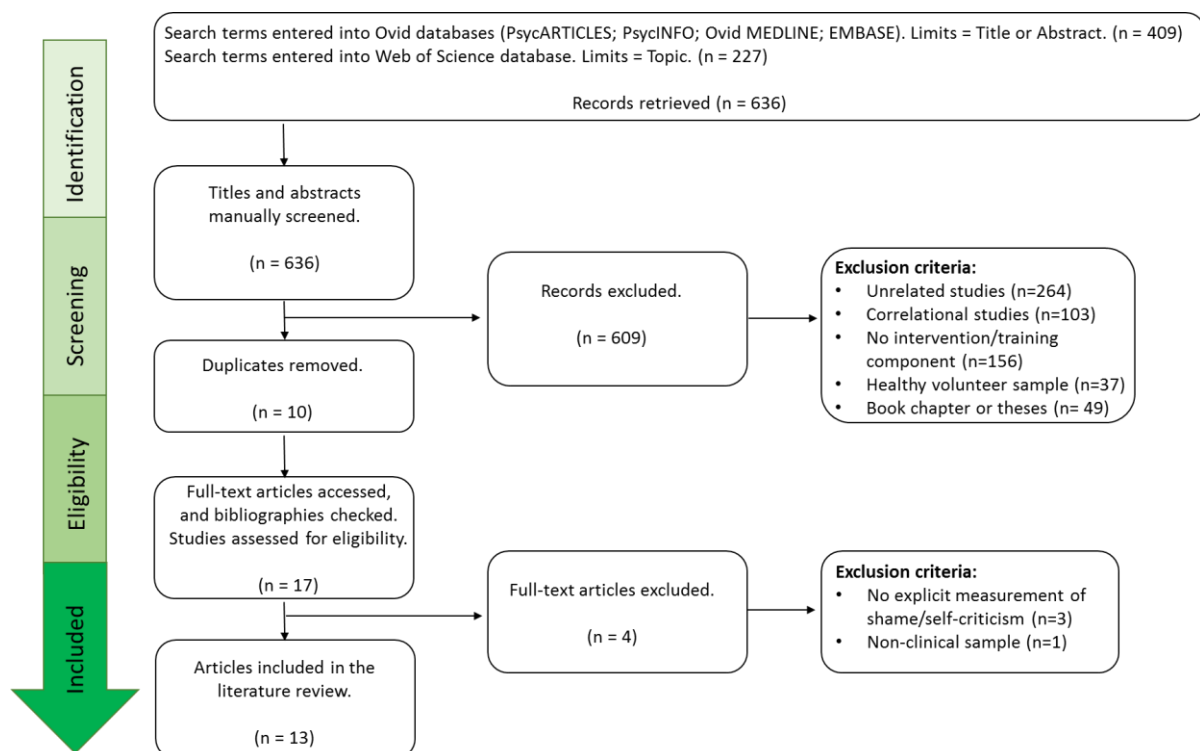 Search terms entered into Ovid databases (PsycARTICLES; PsycINFO; Ovid MEDLINE; EMBASE). Limits = Title or Abstract. (n = 409)
Search terms entered into Web of Science database. Limits = Topic. (n = 227)
Records retrieved (n = 636)
Identification
Titles and abstracts
manually screened.
(n = 636)
Screening
Records excluded.
(n = 609)
Exclusion criteria:
• Unrelated studies (n=264)
• Correlational studies (n=103)
• No intervention/training
component (n=156)
• Healthy volunteer sample (n=37)
• Book chapter or theses (n= 49)
Duplicates removed.
(n = 10)
Eligibility
Full-text articles accessed,
and bibliographies checked.
Studies assessed for eligibility.
(n = 17)
Included
Full-text articles excluded.
(n = 4)
Exclusion criteria:
• No explicit measurement of
shame/self-criticism (n=3)
• Non-clinical sample (n=1)
Articles included in the
literature review.
(n = 13)